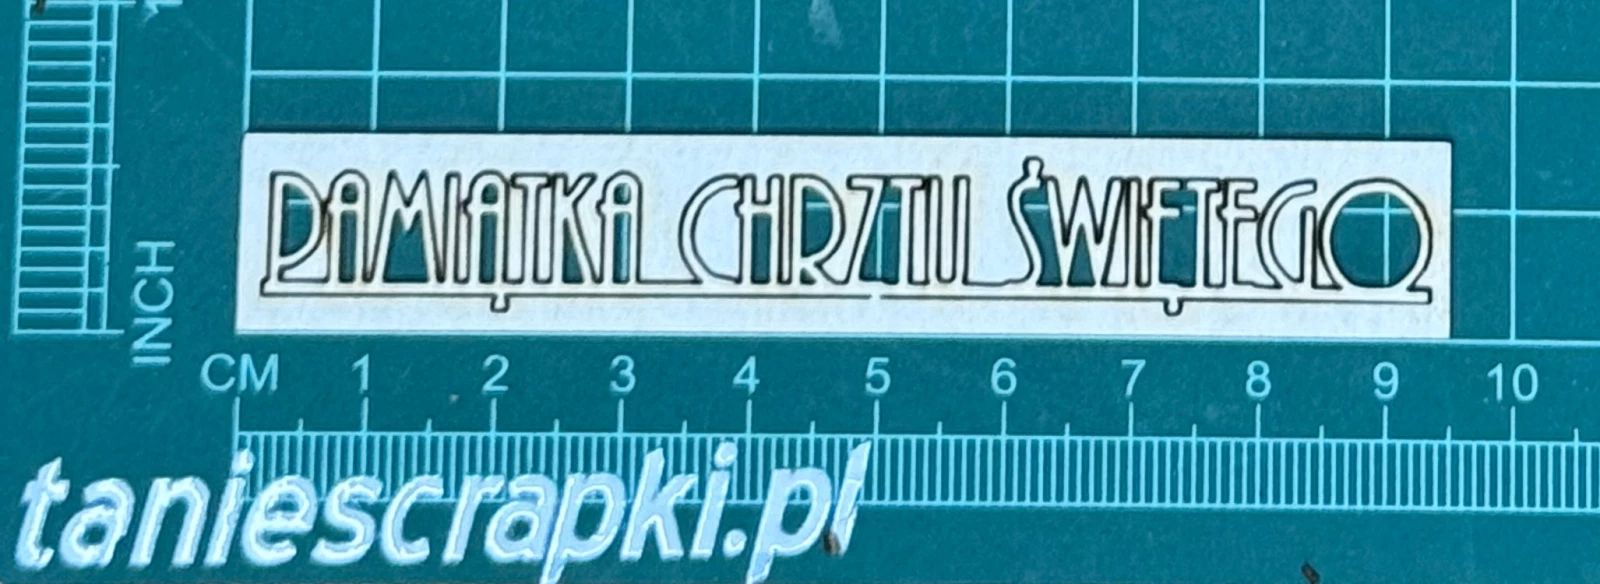 PAMIĄTKA CHRZTU ŚWIĘTEGO
INCH
CM 1 2 3 4 5 6 7 8 9 10
taniescrapki.pl